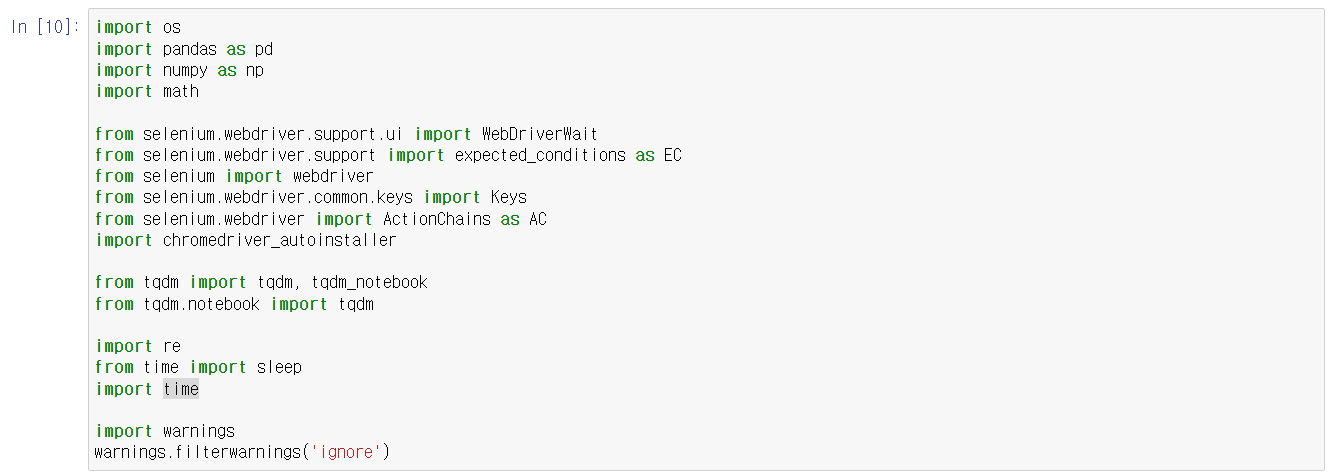 In [10]:
import os
import pandas as pd
import numpy as np
import math
from selenium.webdriver.support.ui import WebDriverWait
from selenium.webdriver.support import expected_conditions as EC
from selenium import webdriver
from selenium.webdriver.common.keys import Keys
from selenium.webdriver import ActionChains as AC
import chromedriver_autoinstaller
from tqdm import tqdm, tqdm_notebook
from tqdm.notebook import tqdm
import re
from time import sleep
import time
import warnings
warnings.filterwarnings('ignore')